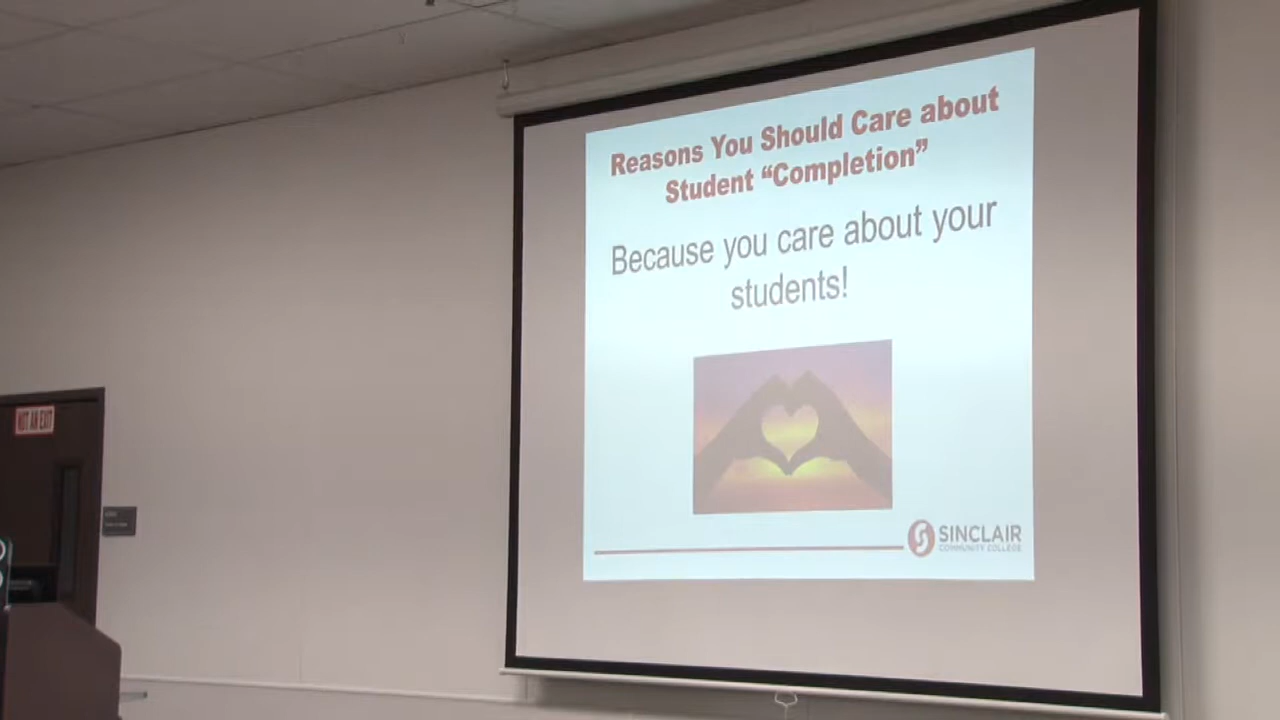 Reasons You Should Care about
Student “Completion”
Because you care about your
students!
SINCLAIR
COMMUNITY COLLEGE
NOT AN EXIT